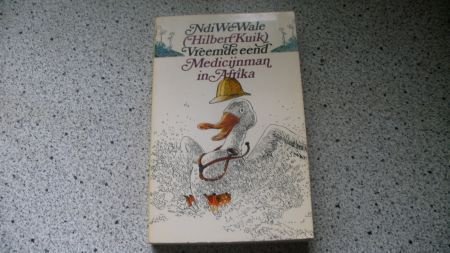 Ndi We Wale
(Hilbert Kuik)
Vreemde eend
Medicijnman
in Afrika